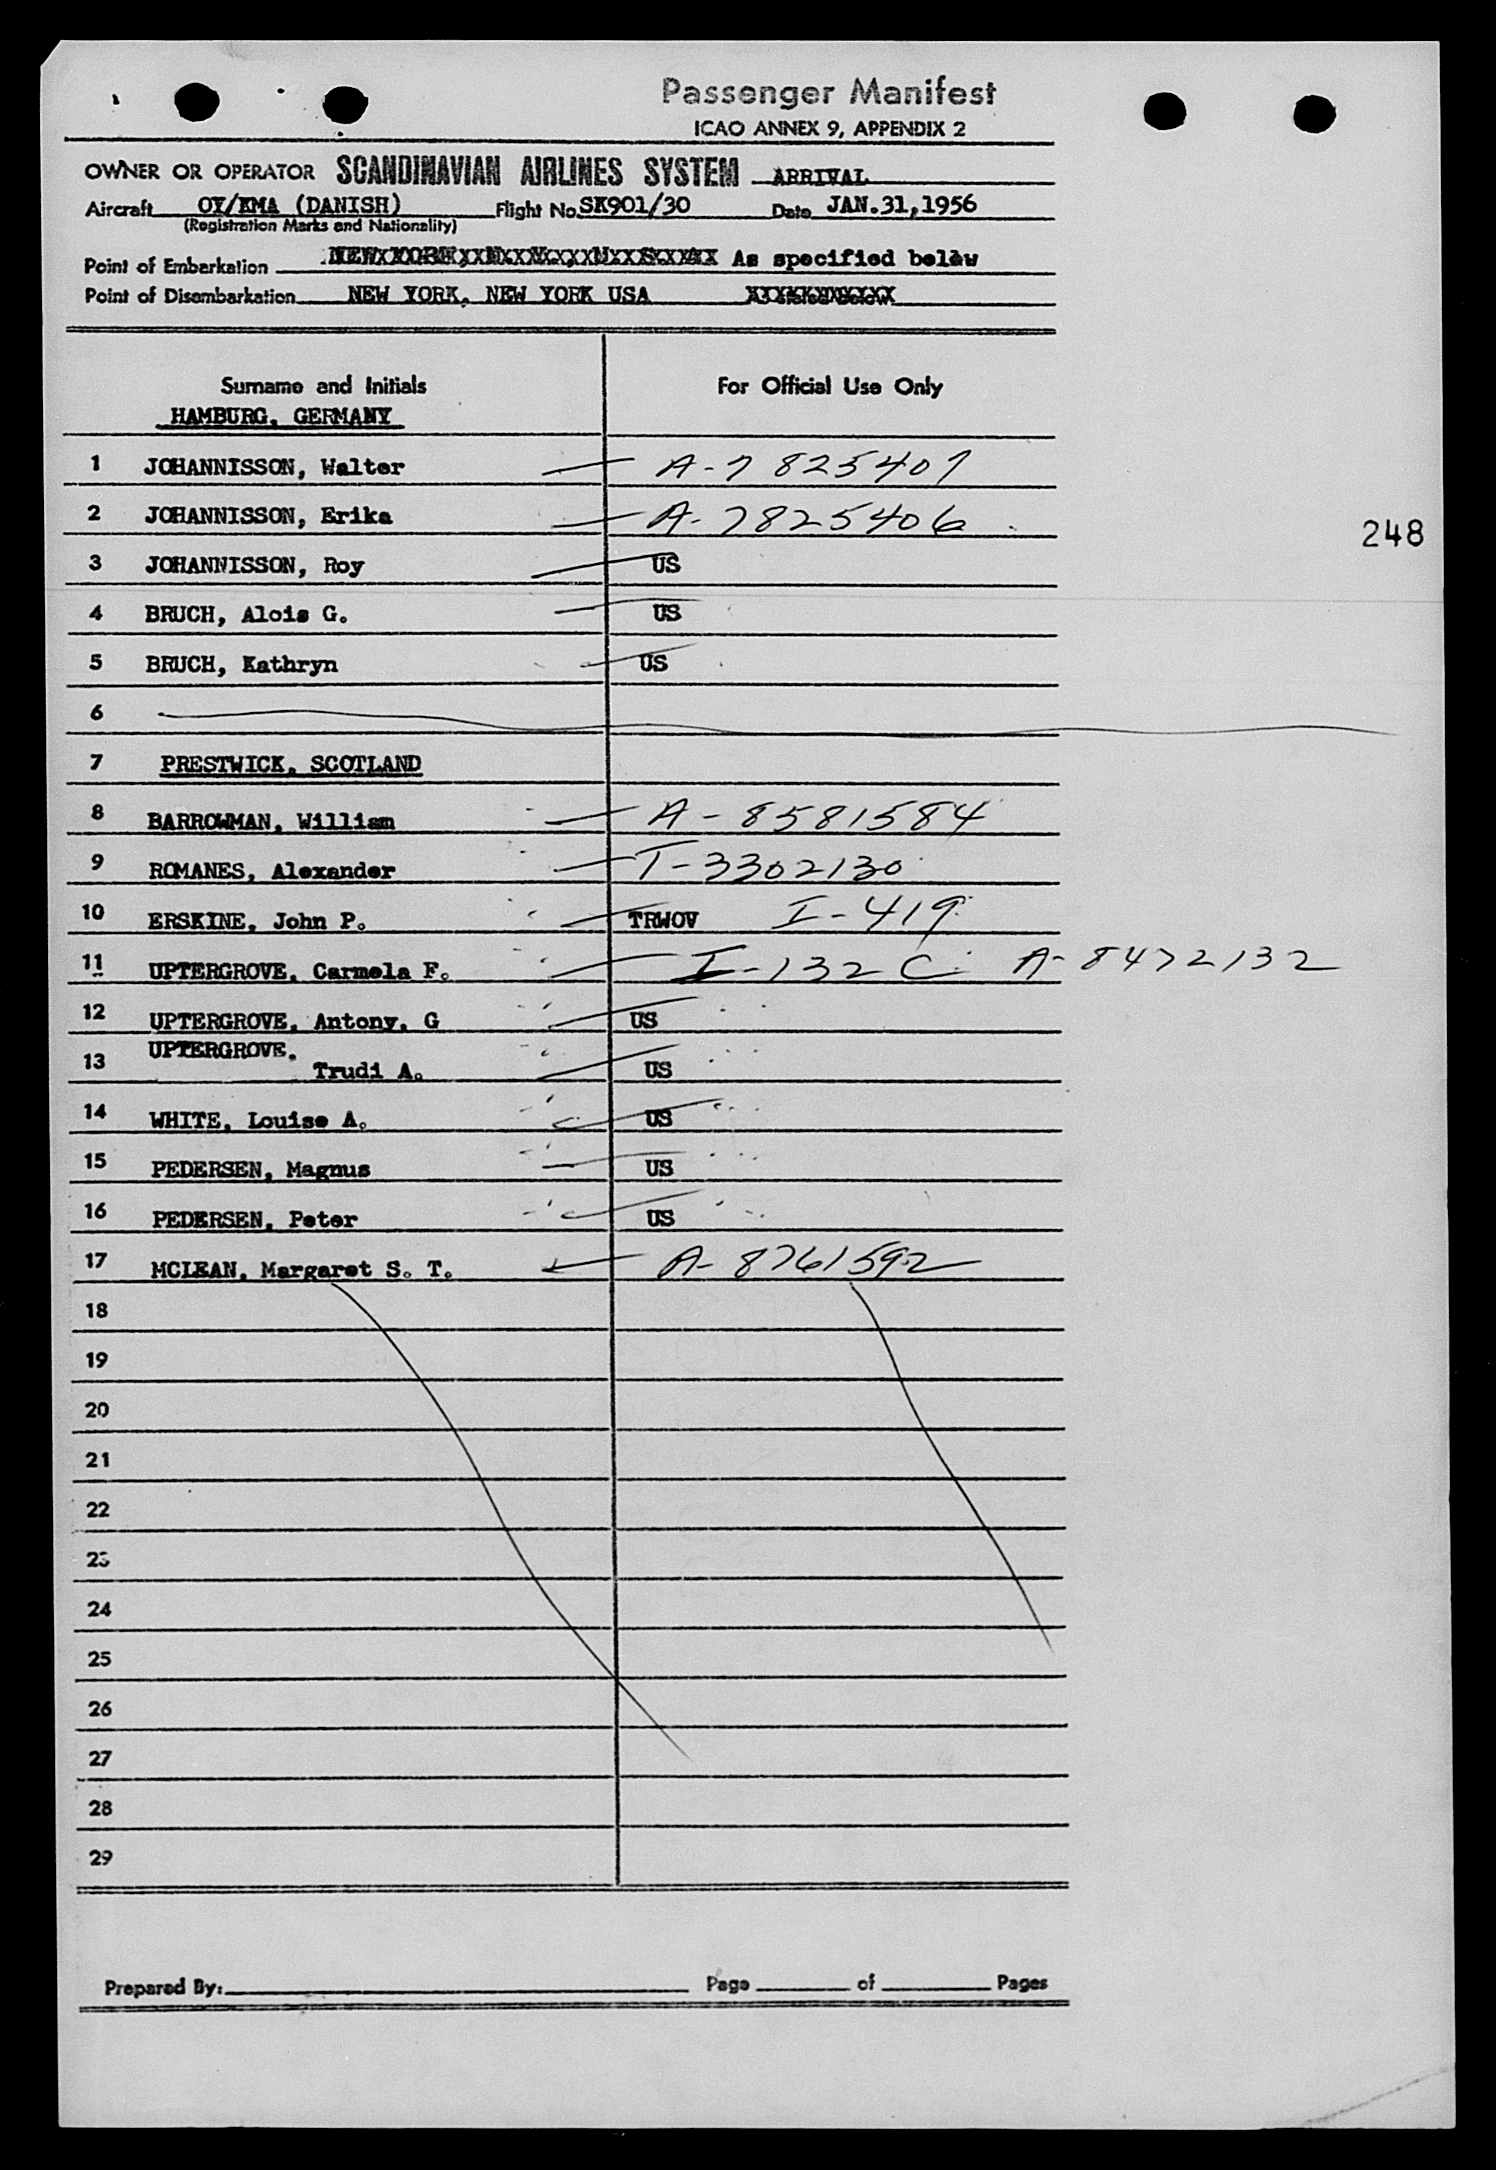 Passenger Manifest
ICAO ANNEX 9, APPENDIX 2
OWNER OR OPERATOR SCANDINAVIAN AIRLINES SYSTEM ARRIVAL
Aircraft OY/KMA (DANISH) Flight No. SK901/30 Date JAN.31,1956
(Registration Marks and Nationality)
Point of Embarkation As specified below
Point of Disembarkation NEW YORK, NEW YORK USA
Surname and Initials For Official Use Only
HAMBURG, GERMANY
1 JOHANNISSON, Walter A-7825407
2 JOHANNISSON, Erika A-7825406
248
3 JOHANNISSON, Roy US
4 BRUCH, Alois G. US
5 BRUCH, Kathryn US
6
7 PRESTWICK, SCOTLAND
8 BARROWMAN, William A-8581584
9 ROMANES, Alexander T-3302130
10 ERSKINE, John P. TRWOV I-419
11 UPTERGROVE, Carmela F. I-132 C A-8472132
12 UPTERGROVE, Antony, G US
13 UPTERGROVE,
Trudi A. US
14 WHITE, Louise A. US
15 PEDERSEN, Magnus US
16 PEDERSEN, Peter US
17 MCLEAN, Margaret S. T. A-8761592
18
19
20
21
22
23
24
25
26
27
28
29
Prepared By: Page of Pages